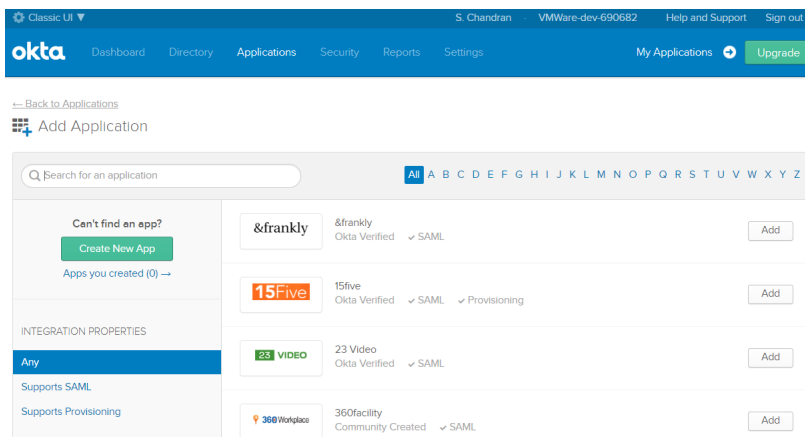 Classic UI ▼ S. Chandran · VMWare-dev-690682 Help and Support Sign out
okta Dashboard Directory Applications Security Reports Settings My Applications Upgrade
← Back to Applications
Add Application
Search for an application All A B C D E F G H I J K L M N O P Q R S T U V W X Y Z
Can't find an app?
Create New App
Apps you created (0) →
INTEGRATION PROPERTIES
Any
Supports SAML
Supports Provisioning
&frankly &frankly Add
Okta Verified ✓ SAML
15Five 15five Add
Okta Verified ✓ SAML ✓ Provisioning
23 VIDEO 23 Video Add
Okta Verified ✓ SAML
360 Workplace 360facility Add
Community Created ✓ SAML